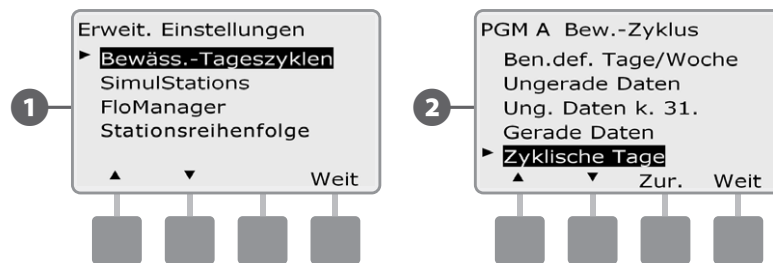 1
Erweit. Einstellungen
► Bewäss.-Tageszyklen
SimulStations
FloManager
Stationsreihenfolge
▲ ▼ Weit
2
PGM A Bew.-Zyklus
Ben.def. Tage/Woche
Ungerade Daten
Ung. Daten k. 31.
Gerade Daten
► Zyklische Tage
▲ ▼ Zur. Weit